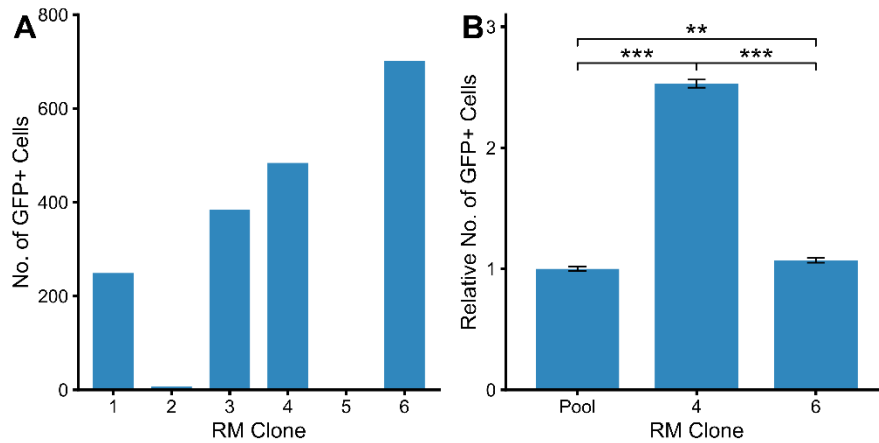 A
No. of GFP+ Cells
800
600
400
200
0
1 2 3 4 5 6
RM Clone
B
Relative No. of GFP+ Cells
3
2
1
0
**
*** ***
Pool 4 6
RM Clone